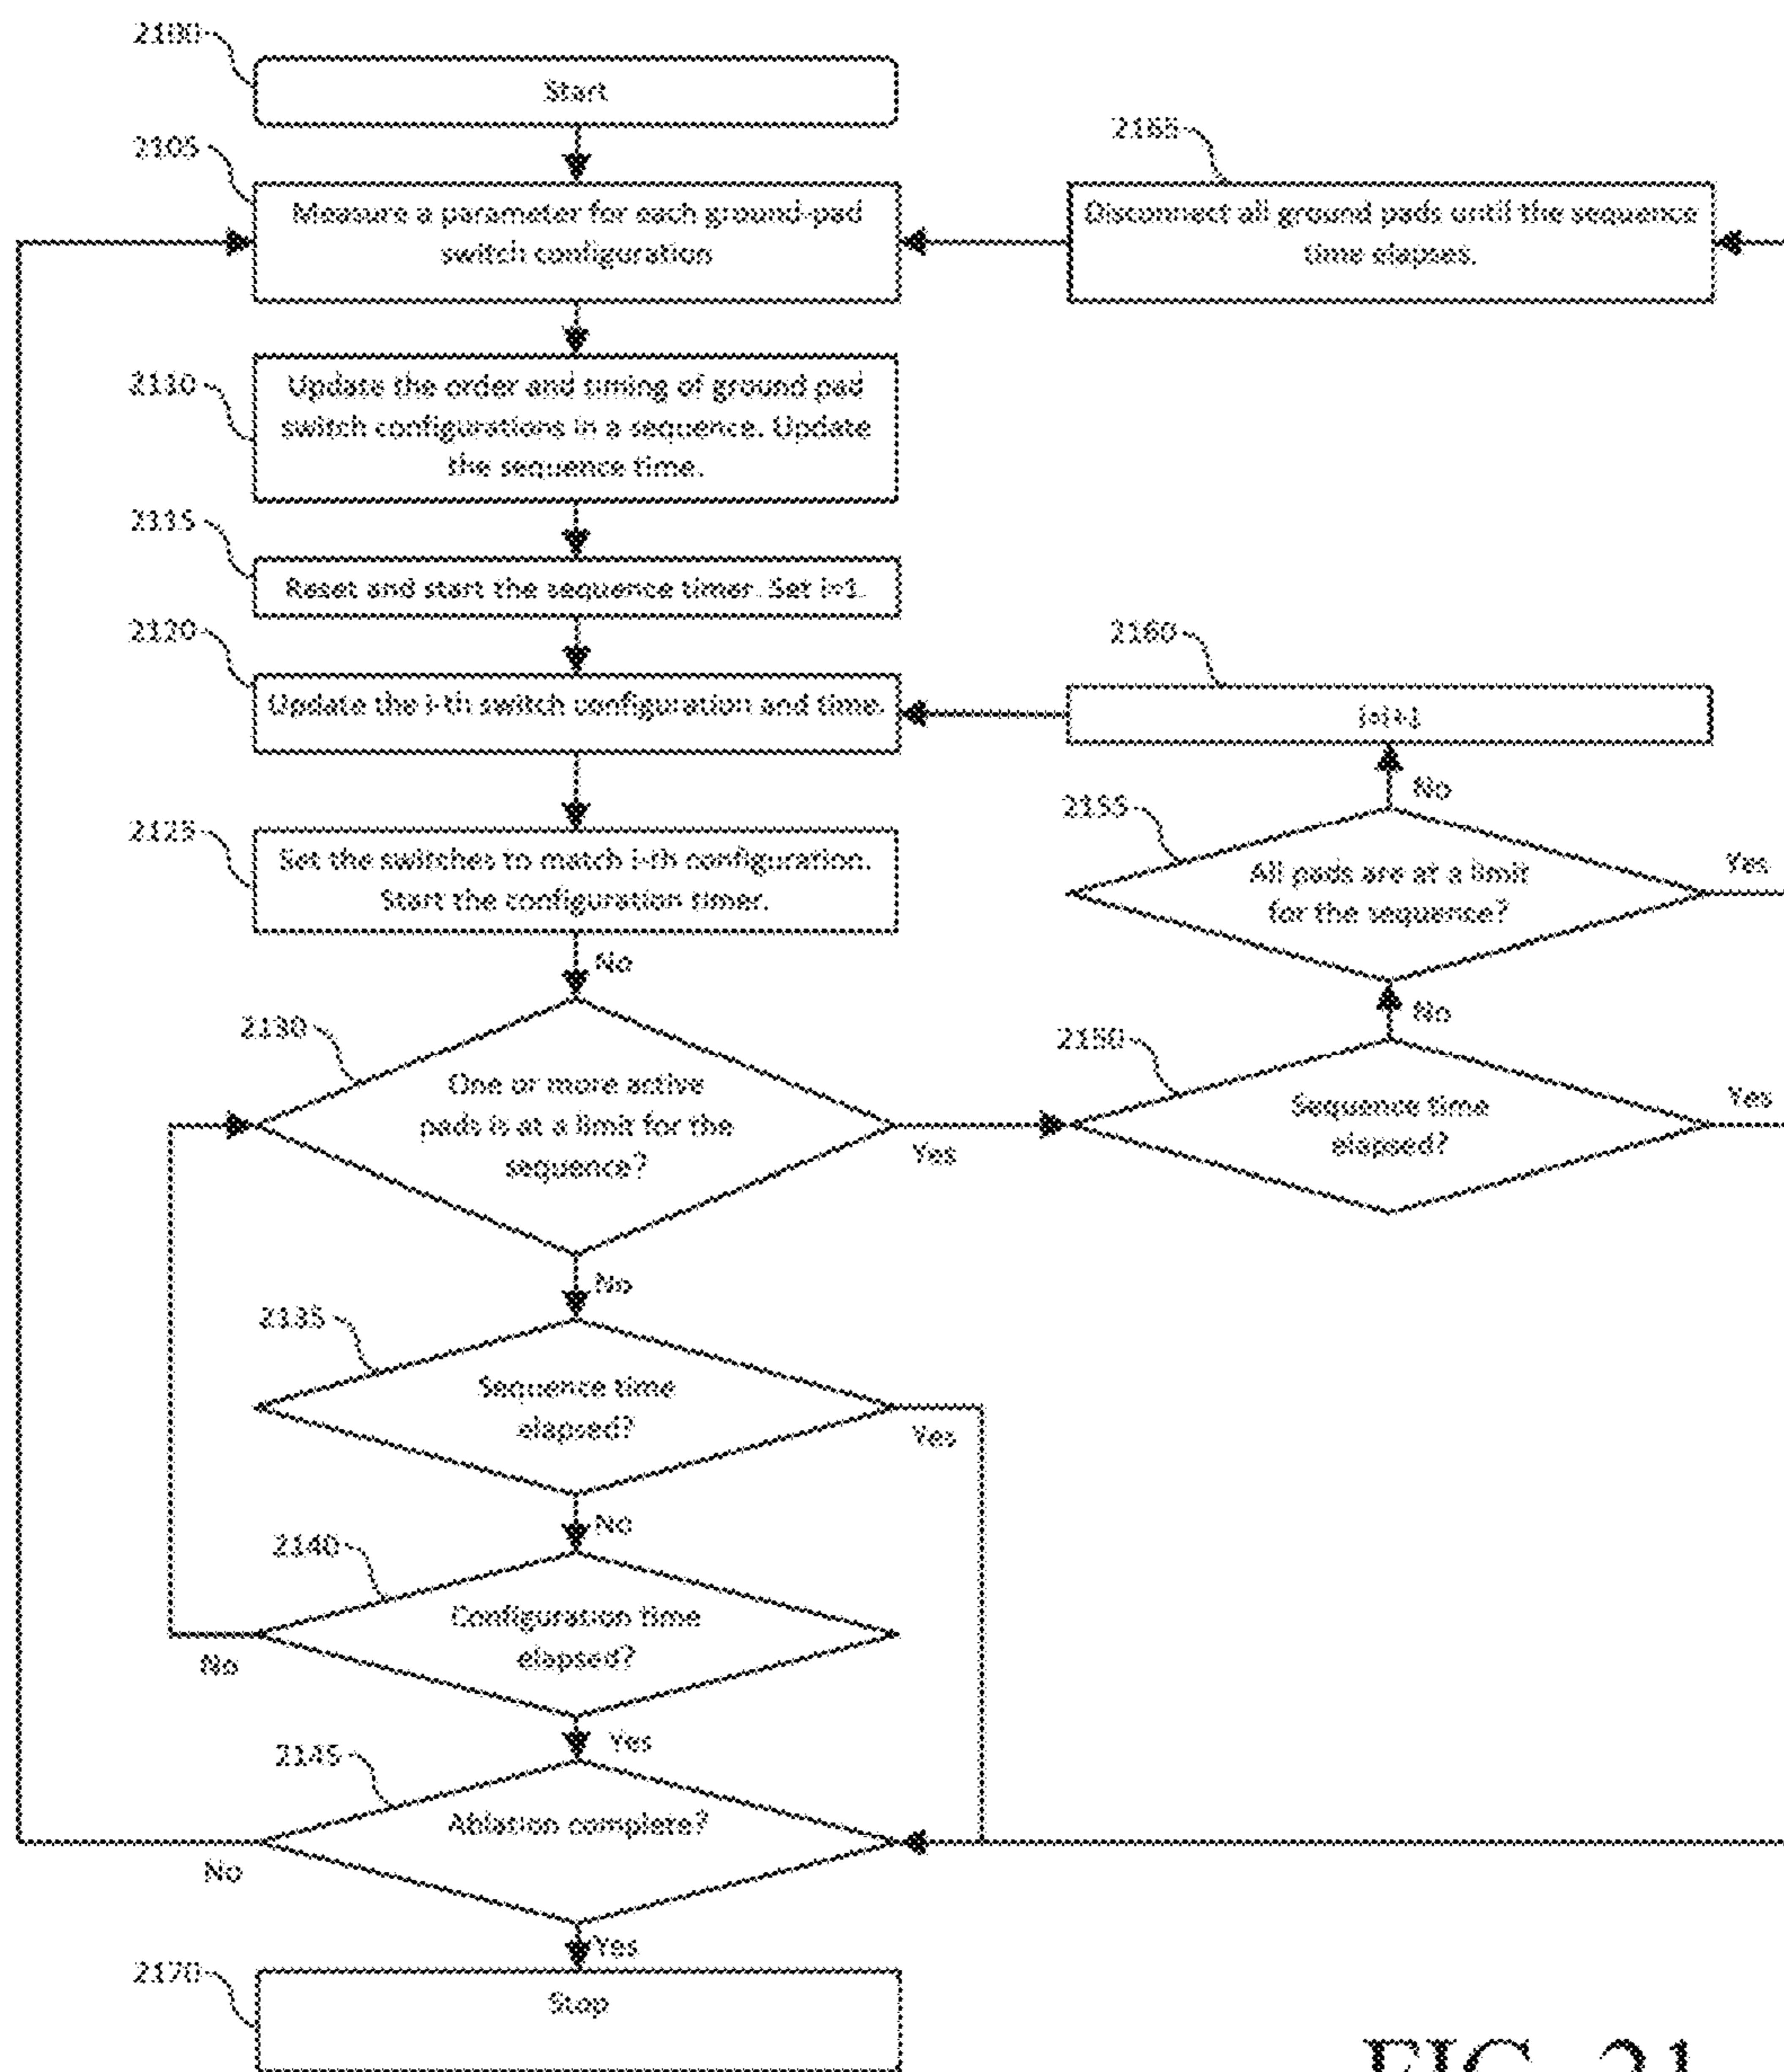 2100
Start
2105
Measure a parameter for each ground-pad
switch configuration
2165
Disconnect all ground pads until the sequence
time elapses.
2110
Update the order and timing of ground pad
switch configurations in a sequence. Update
the sequence time.
2115
Reset and start the sequence timer. Set i=1.
2120
Update the i-th switch configuration and time.
2160
i=i+1
No
2125
Set the switches to match i-th configuration.
Start the configuration timer.
2155
All pads are at a limit
for the sequence?
Yes
No
No
2130
One or more active
pads is at a limit for the
sequence?
Yes
2150
Sequence time
elapsed?
Yes
No
2135
Sequence time
elapsed?
Yes
No
2140
Configuration time
elapsed?
No
Yes
2145
Ablation complete?
No
Yes
2170
Stop
FIG. 21